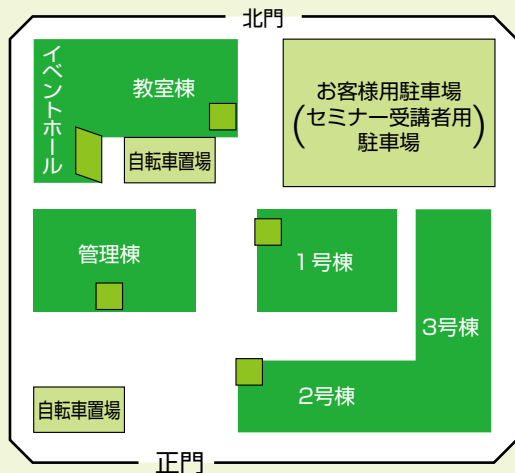 北門
イベントホール
教室棟
お客様用駐車場
(セミナー受講者用)
駐車場
自転車置場
管理棟
1号棟
3号棟
自転車置場
2号棟
正門